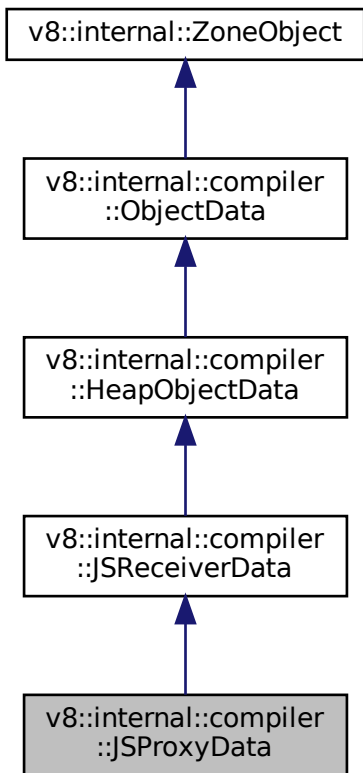 v8::internal::ZoneObject
v8::internal::compiler
::ObjectData
v8::internal::compiler
::HeapObjectData
v8::internal::compiler
::JSReceiverData
v8::internal::compiler
::JSProxyData